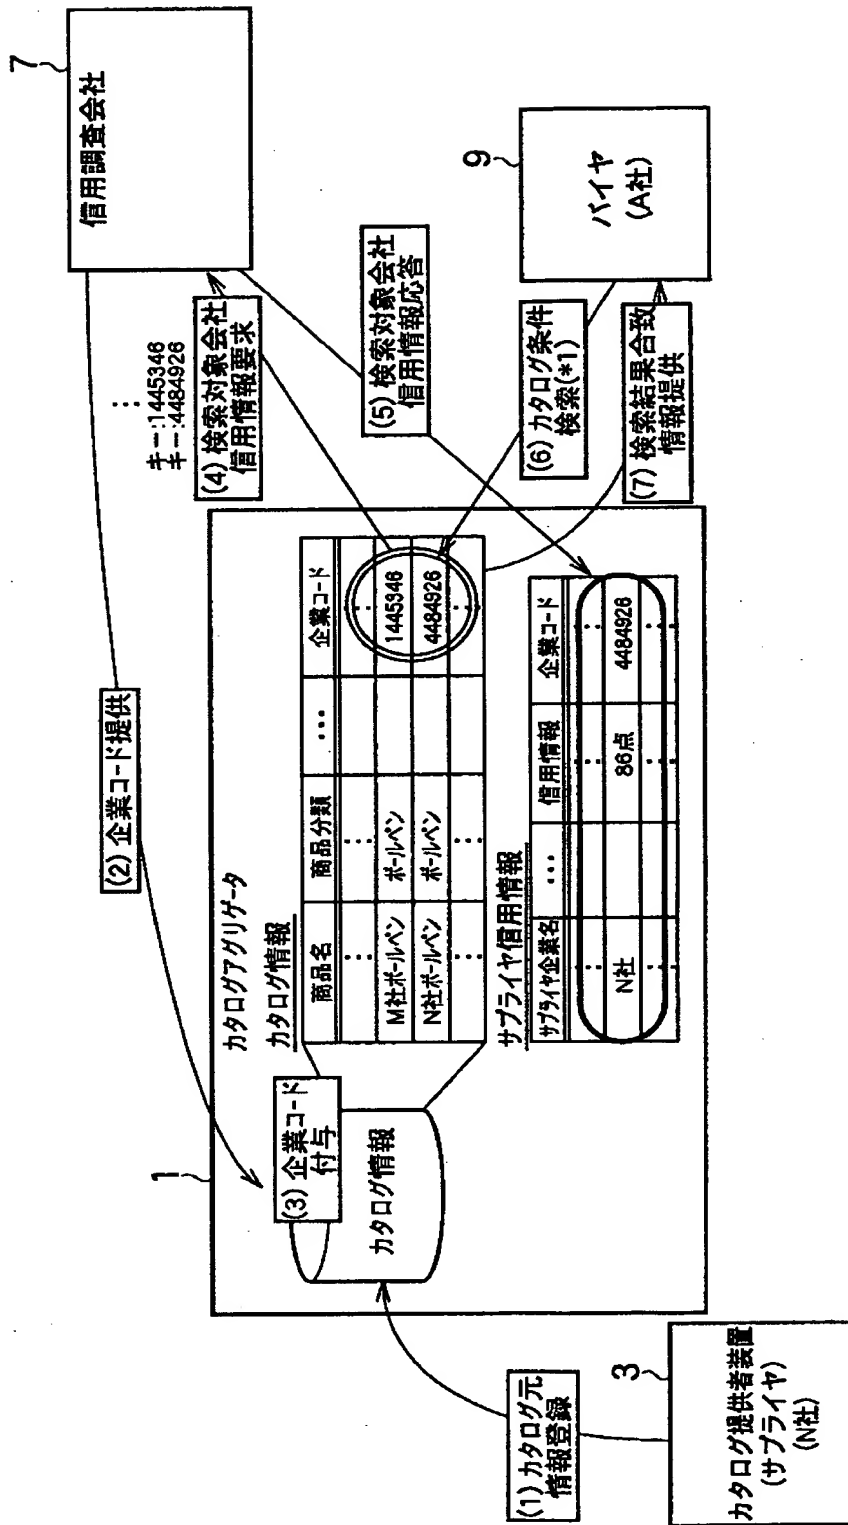 7
信用調査会社
(2) 企業コード提供
キー:1445346
キー:4484926
⋮
(4) 検索対象会社
信用情報要求
(5) 検索対象会社
信用情報応答
9
バイヤ
(A社)
(6) カタログ条件
検索(*1)
(7) 検索結果合致
情報提供
1
カタログアグリゲータ
(3) 企業コード
付与
カタログ情報
カタログ情報
商品名 商品分類 … 企業コード
⋮ ⋮ ⋮
M社ボールペン ボールペン 1445346
N社ボールペン ボールペン 4484926
⋮ ⋮ ⋮
サプライヤ信用情報
サプライヤ企業名 … 信用情報 企業コード
⋮ ⋮ ⋮
N社 86点 4484926
⋮ ⋮ ⋮
(1) カタログ元
情報登録
3
カタログ提供者装置
(サプライヤ)
(N社)